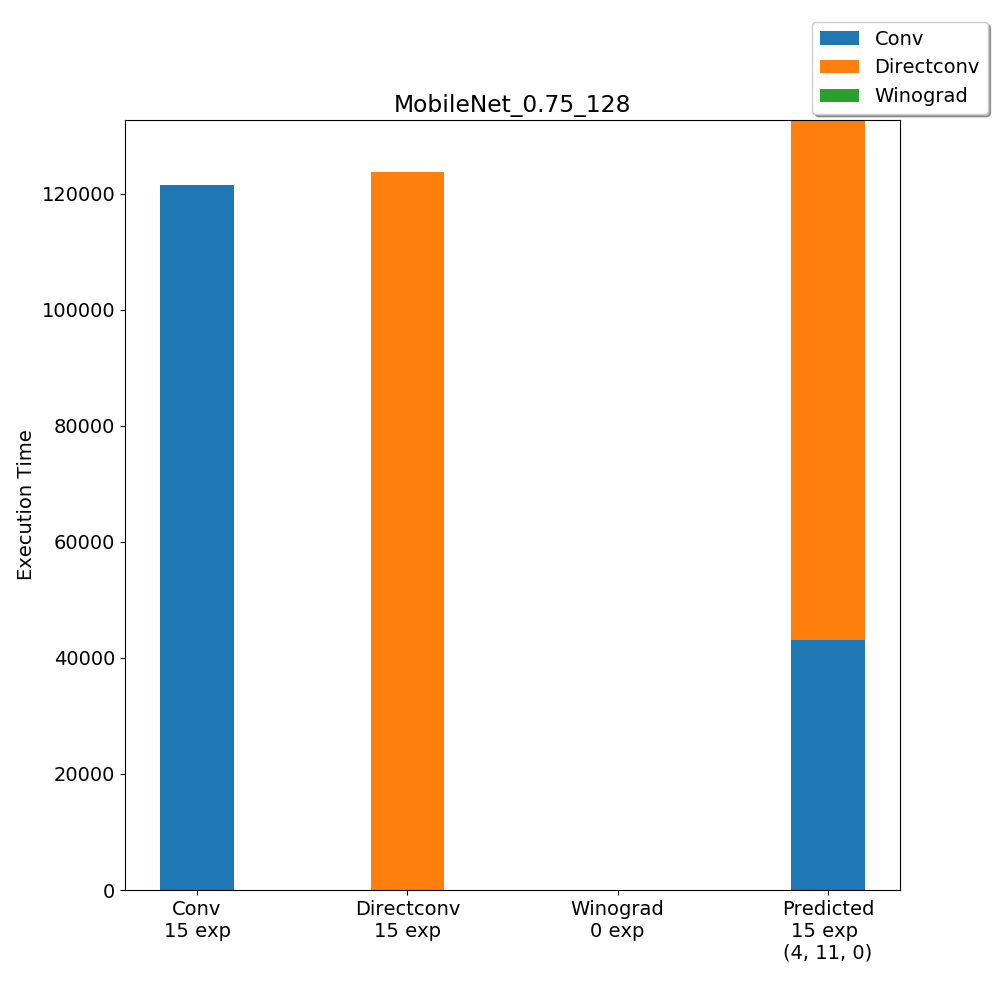 Conv
Directconv
Winograd
MobileNet_0.75_128
Execution Time
120000
100000
80000
60000
40000
20000
0
Conv
15 exp
Directconv
15 exp
Winograd
0 exp
Predicted
15 exp
(4, 11, 0)